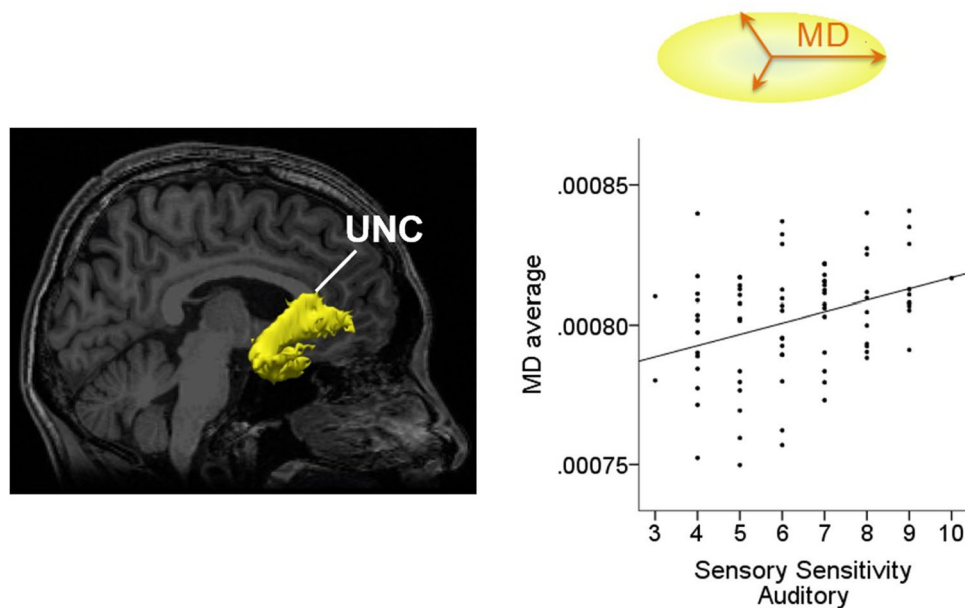 MD
UNC
MD average
.00085
.00080
.00075
3 4 5 6 7 8 9 10
Sensory Sensitivity
Auditory